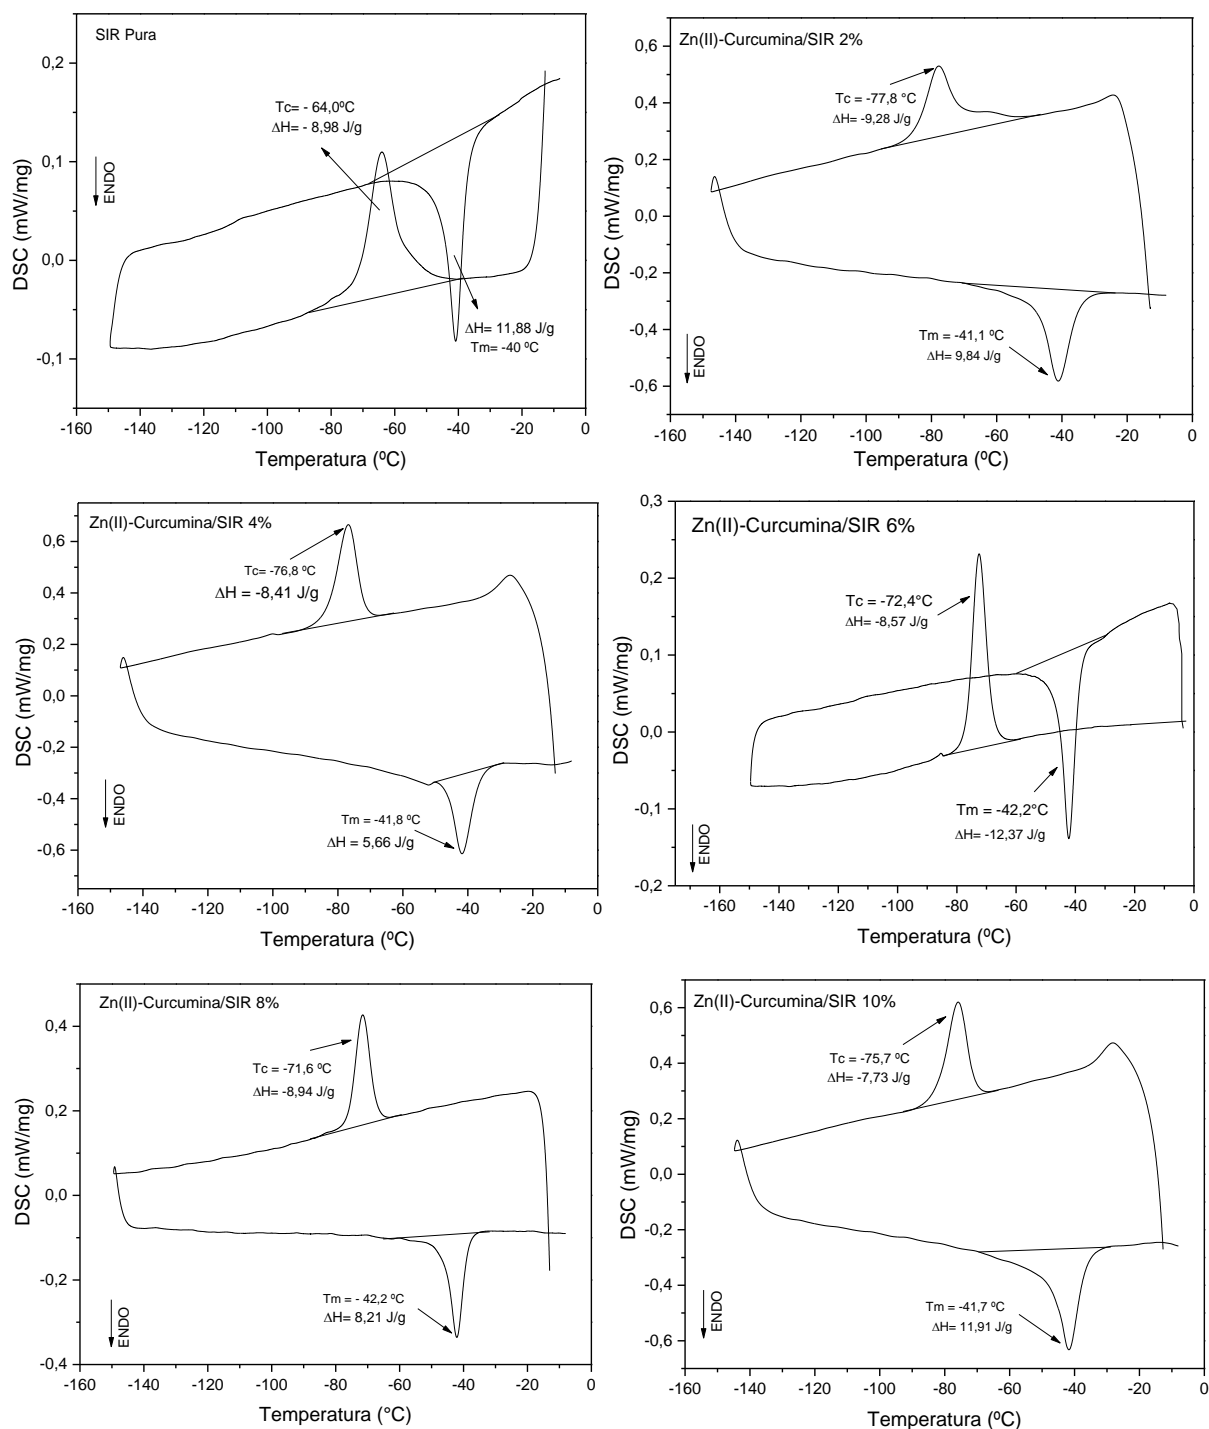 SIR Pura
0,2
0,1
0,0
-0,1
DSC (mW/mg)
ENDO
Tc= - 64,0ºC
ΔH= - 8,98 J/g
ΔH= 11,88 J/g
Tm= -40 ºC
-160 -140 -120 -100 -80 -60 -40 -20 0
Temperatura (ºC)
Zn(II)-Curcumina/SIR 2%
0,6
0,4
0,2
0,0
-0,2
-0,4
-0,6
DSC (mW/mg)
ENDO
Tc = -77,8 °C
ΔH= -9,28 J/g
Tm = -41,1 ºC
ΔH= 9,84 J/g
-160 -140 -120 -100 -80 -60 -40 -20 0
Temperatura (ºC)
Zn(II)-Curcumina/SIR 4%
0,6
0,4
0,2
0,0
-0,2
-0,4
-0,6
DSC (mW/mg)
ENDO
Tc= -76,8 ºC
ΔH = -8,41 J/g
Tm = -41,8 ºC
ΔH = 5,66 J/g
-160 -140 -120 -100 -80 -60 -40 -20 0
Temperatura (ºC)
Zn(II)-Curcumina/SIR 6%
0,3
0,2
0,1
0,0
-0,1
-0,2
DSC (mW/mg)
ENDO
Tc = -72,4°C
ΔH= -8,57 J/g
Tm = -42,2°C
ΔH= -12,37 J/g
-160 -140 -120 -100 -80 -60 -40 -20 0
Temperatura (ºC)
Zn(II)-Curcumina/SIR 8%
0,4
0,2
0,0
-0,2
-0,4
DSC (mW/mg)
ENDO
Tc = -71,6 ºC
ΔH= -8,94 J/g
Tm = - 42,2 ºC
ΔH= 8,21 J/g
-160 -140 -120 -100 -80 -60 -40 -20 0
Temperatura (°C)
Zn(II)-Curcumina/SIR 10%
0,6
0,4
0,2
0,0
-0,2
-0,4
-0,6
DSC (mW/mg)
ENDO
Tc = -75,7 ºC
ΔH= -7,73 J/g
Tm = -41,7 ºC
ΔH= 11,91 J/g
-160 -140 -120 -100 -80 -60 -40 -20 0
Temperatura (ºC)